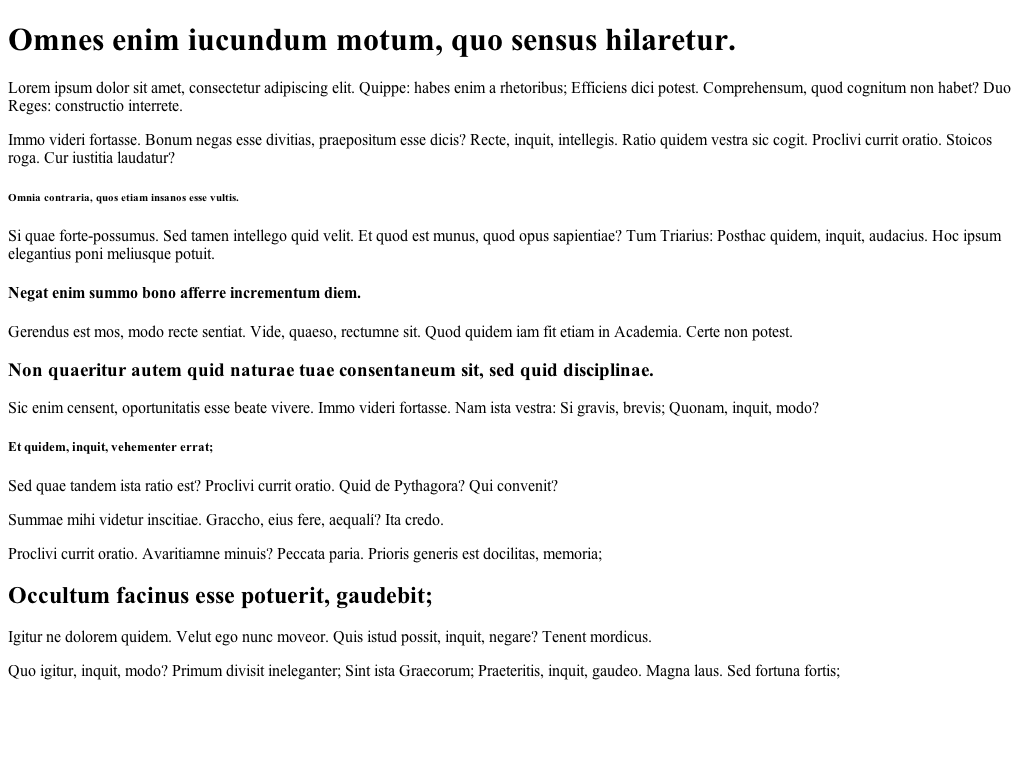 Omnes enim iucundum motum, quo sensus hilaretur.
Lorem ipsum dolor sit amet, consectetur adipiscing elit. Quippe: habes enim a rhetoribus; Efficiens dici potest. Comprehensum, quod cognitum non habet? Duo
Reges: constructio interrete.
Immo videri fortasse. Bonum negas esse divitias, praepositum esse dicis? Recte, inquit, intellegis. Ratio quidem vestra sic cogit. Proclivi currit oratio. Stoicos
roga. Cur iustitia laudatur?
Omnia contraria, quos etiam insanos esse vultis.
Si quae forte-possumus. Sed tamen intellego quid velit. Et quod est munus, quod opus sapientiae? Tum Triarius: Posthac quidem, inquit, audacius. Hoc ipsum
elegantius poni meliusque potuit.
Negat enim summo bono afferre incrementum diem.
Gerendus est mos, modo recte sentiat. Vide, quaeso, rectumne sit. Quod quidem iam fit etiam in Academia. Certe non potest.
Non quaeritur autem quid naturae tuae consentaneum sit, sed quid disciplinae.
Sic enim censent, oportunitatis esse beate vivere. Immo videri fortasse. Nam ista vestra: Si gravis, brevis; Quonam, inquit, modo?
Et quidem, inquit, vehementer errat;
Sed quae tandem ista ratio est? Proclivi currit oratio. Quid de Pythagora? Qui convenit?
Summae mihi videtur inscitiae. Graccho, eius fere, aequalí? Ita credo.
Proclivi currit oratio. Avaritiamne minuis? Peccata paria. Prioris generis est docilitas, memoria;
Occultum facinus esse potuerit, gaudebit;
Igitur ne dolorem quidem. Velut ego nunc moveor. Quis istud possit, inquit, negare? Tenent mordicus.
Quo igitur, inquit, modo? Primum divisit ineleganter; Sint ista Graecorum; Praeteritis, inquit, gaudeo. Magna laus. Sed fortuna fortis;